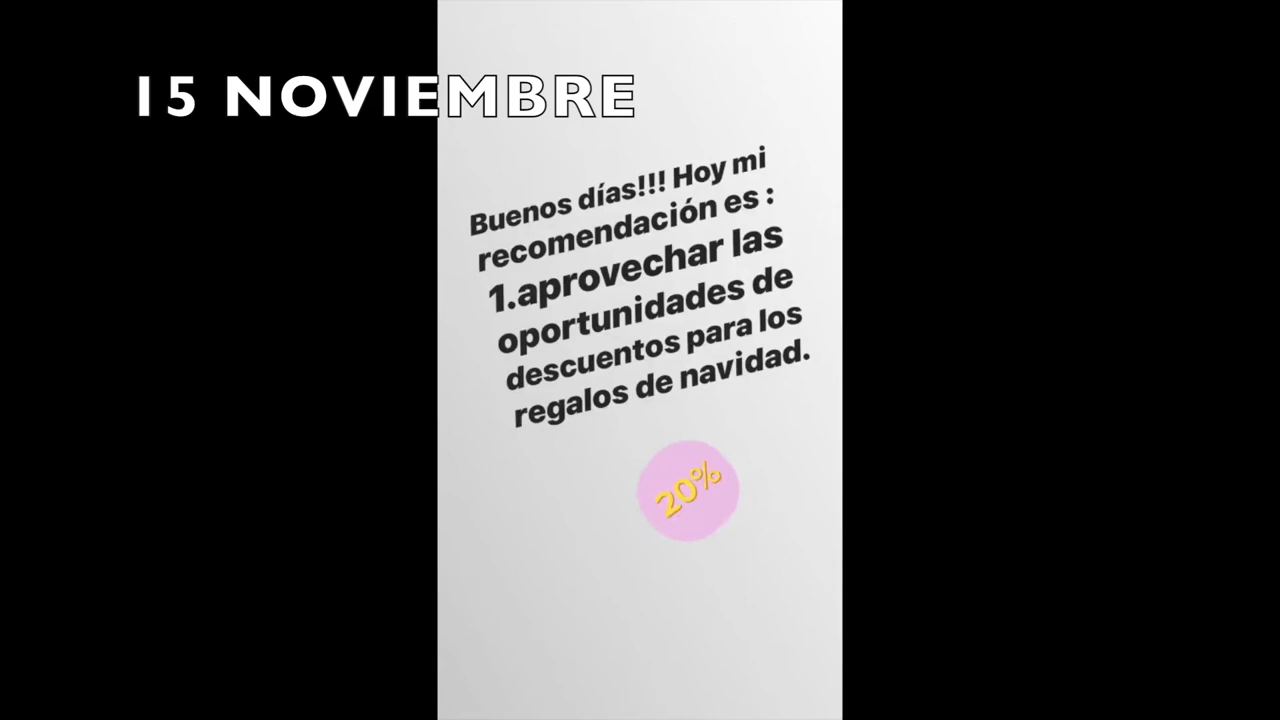 15 NOVIEMBRE
Buenos días!!! Hoy mi
recomendación es :
1.aprovechar las
oportunidades de
descuentos para los
regalos de navidad.
20%